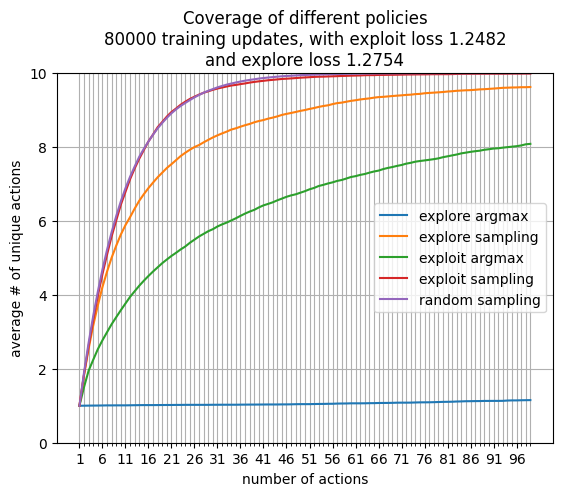 Coverage of different policies
80000 training updates, with exploit loss 1.2482
and explore loss 1.2754
average # of unique actions
10
8
6
4
2
0
explore argmax
explore sampling
exploit argmax
exploit sampling
random sampling
1 6 11 16 21 26 31 36 41 46 51 56 61 66 71 76 81 86 91 96
number of actions